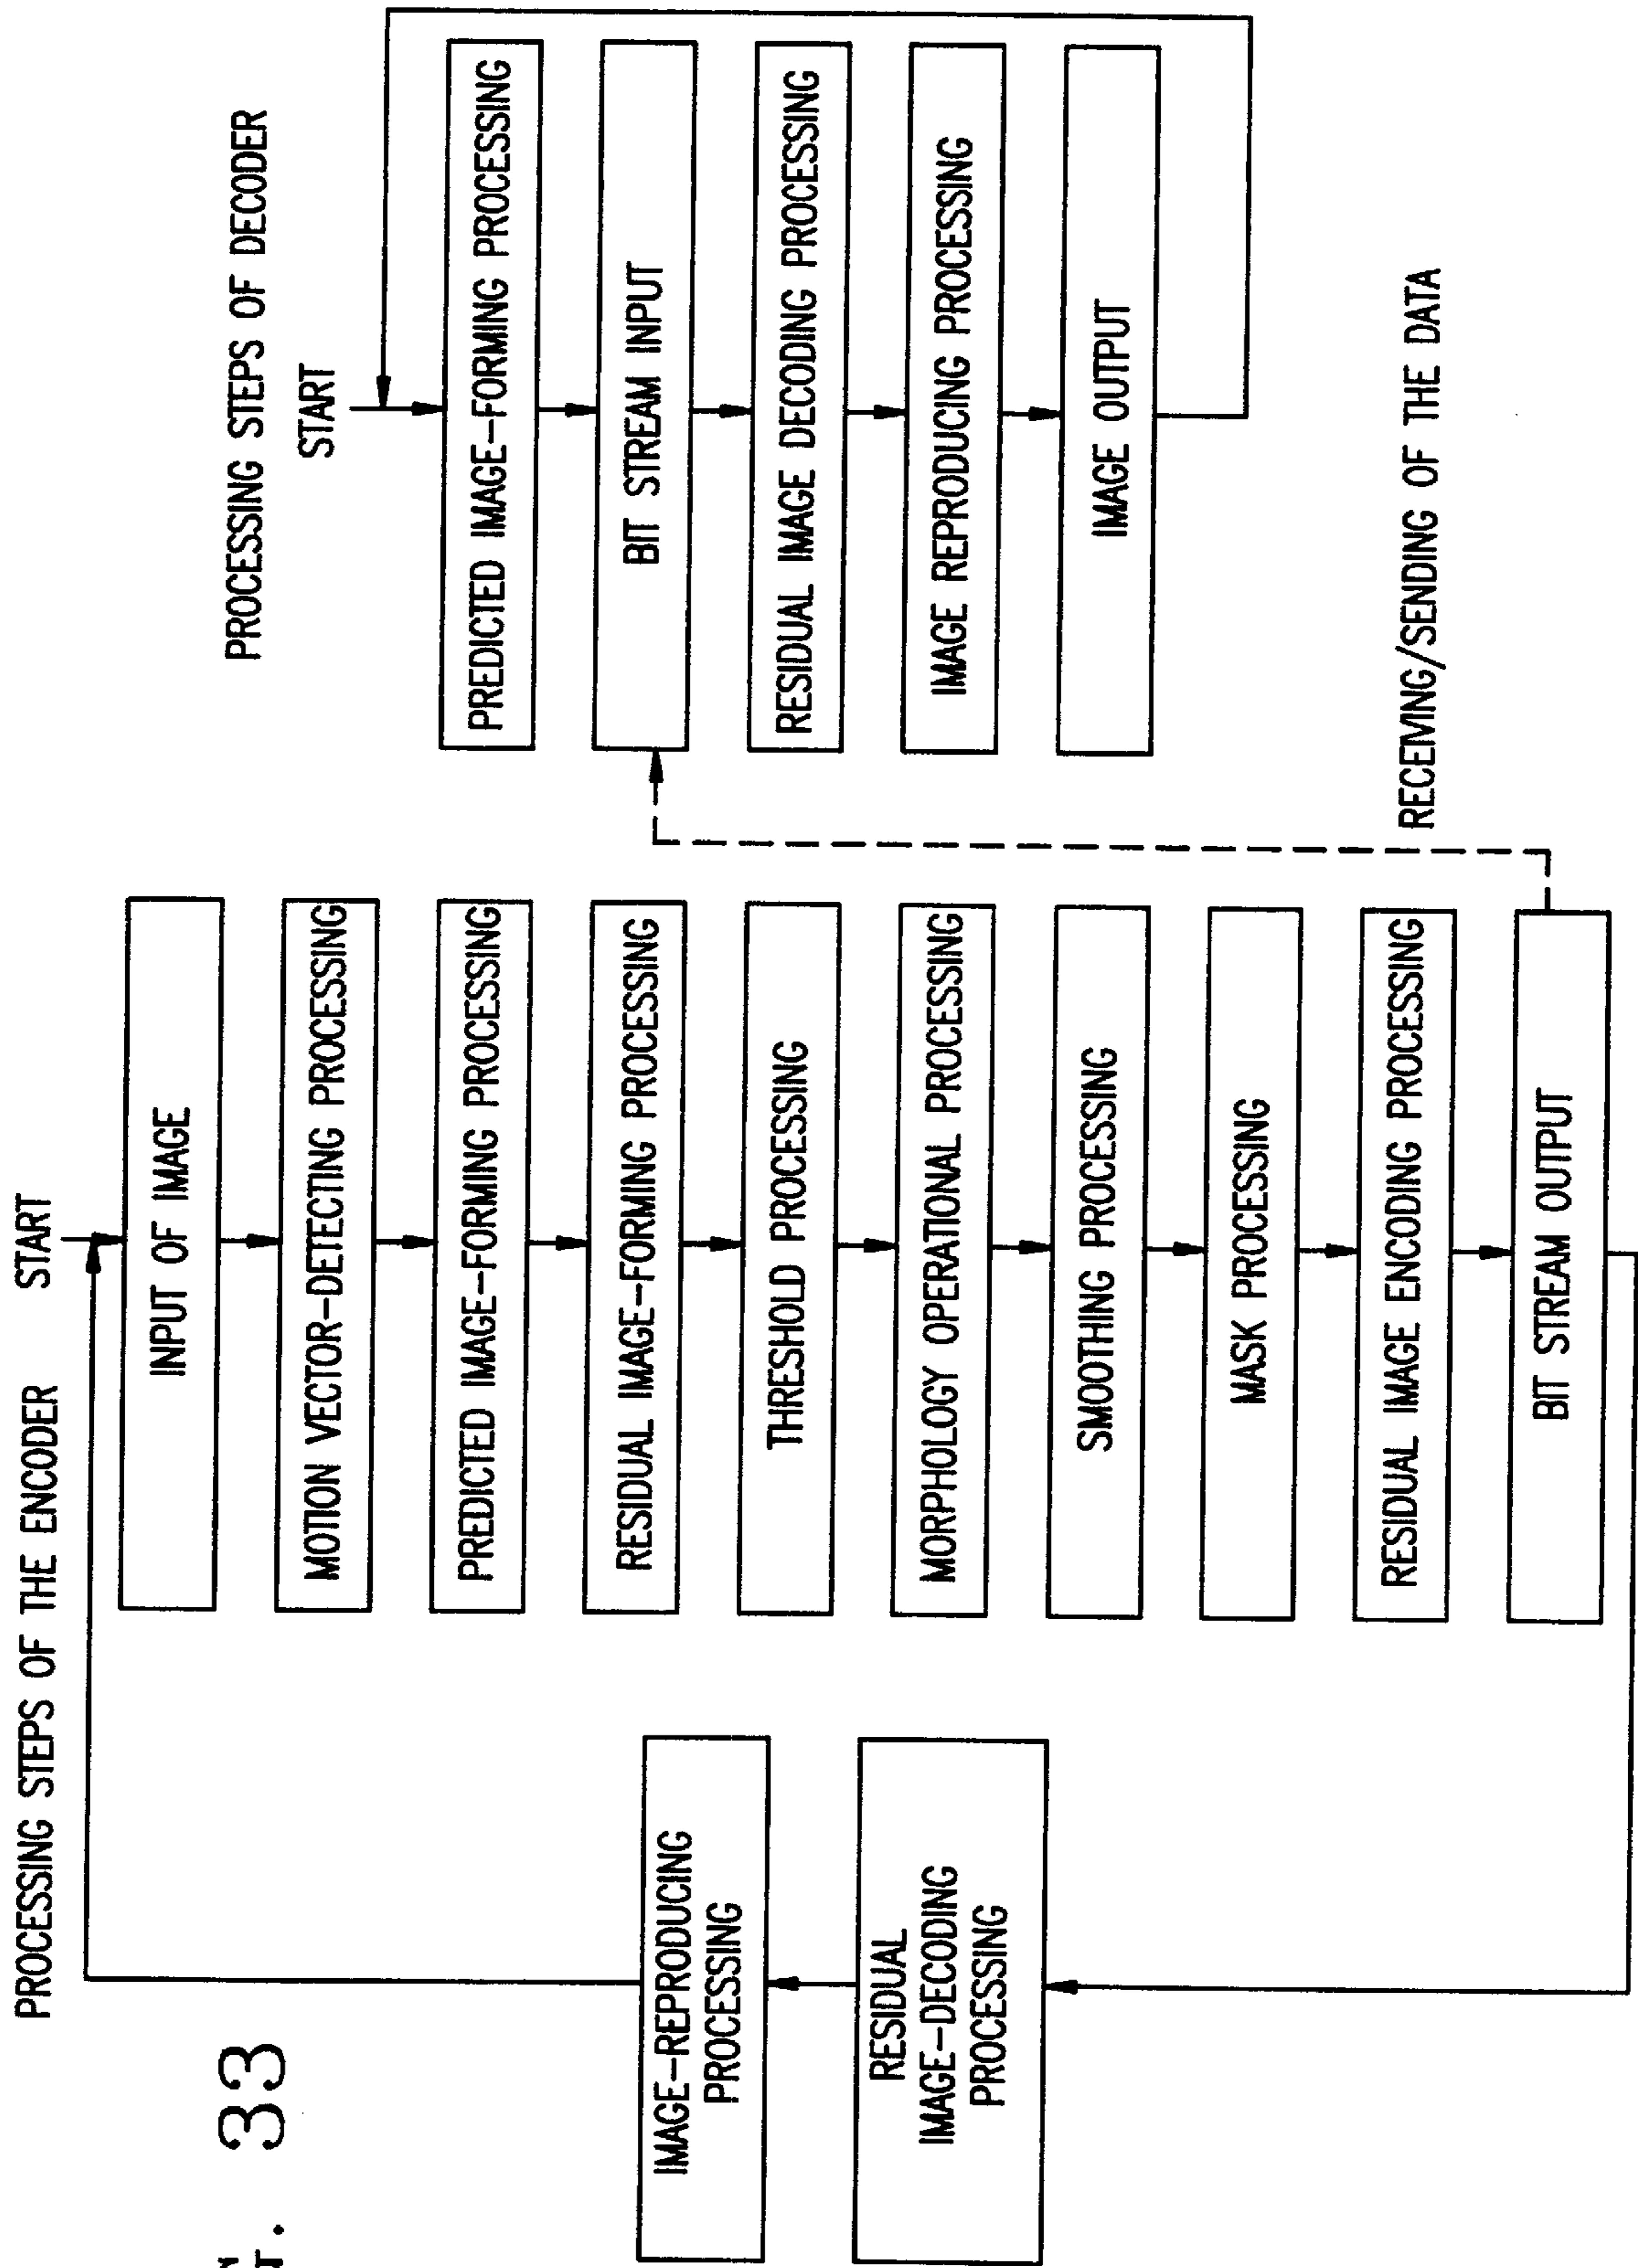 33
PROCESSING STEPS OF THE ENCODER
START
INPUT OF IMAGE
MOTION VECTOR-DETECTING PROCESSING
PREDICTED IMAGE-FORMING PROCESSING
RESIDUAL IMAGE-FORMING PROCESSING
THRESHOLD PROCESSING
MORPHOLOGY OPERATIONAL PROCESSING
SMOOTHING PROCESSING
MASK PROCESSING
RESIDUAL IMAGE ENCODING PROCESSING
BIT STREAM OUTPUT
IMAGE-REPRODUCING
PROCESSING
RESIDUAL
IMAGE-DECODING
PROCESSING
PROCESSING STEPS OF DECODER
START
PREDICTED IMAGE-FORMING PROCESSING
BIT STREAM INPUT
RESIDUAL IMAGE DECODING PROCESSING
IMAGE REPRODUCING PROCESSING
IMAGE OUTPUT
RECEIVING/SENDING OF THE DATA